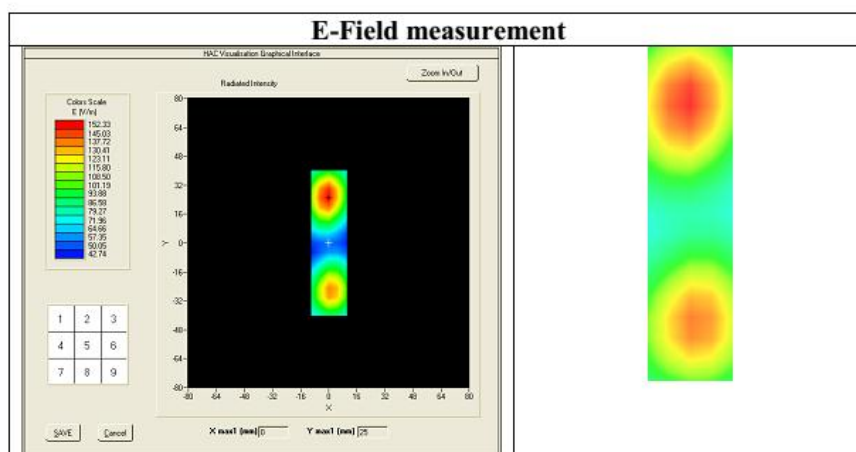 E-Field measurement
HAC Visualisation Graphical Interface
Zoom In/Out
Radiated Intensity
Colors Scale
E (V/m)
152.33
145.03
137.72
130.41
123.11
115.80
108.50
101.19
93.88
86.58
79.27
71.96
64.66
57.35
50.05
42.74
1 2 3
4 5 6
7 8 9
SAVE Cancel
80
64
48
32
16
Y 0
-16
-32
-48
-64
-80
-80 -64 -48 -32 -16 0 16 32 48 64 80
X
X max1 (mm) 0 Y max1 (mm) 25